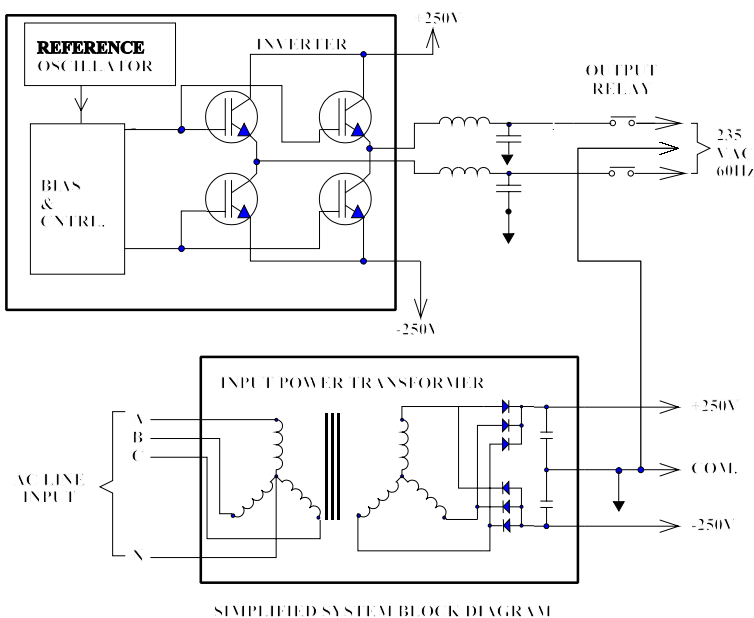 +250V
REFERENCE
OSCILLATOR
INVERTER
OUTPUT
RELAY
BIAS
&
CNTRL.
235
VAC
60Hz
-250V
INPUT POWER TRANSFORMER
A
B
C
AC LINE
INPUT
N
+250V
COM.
-250V
SIMPLIFIED SYSTEM BLOCK DIAGRAM